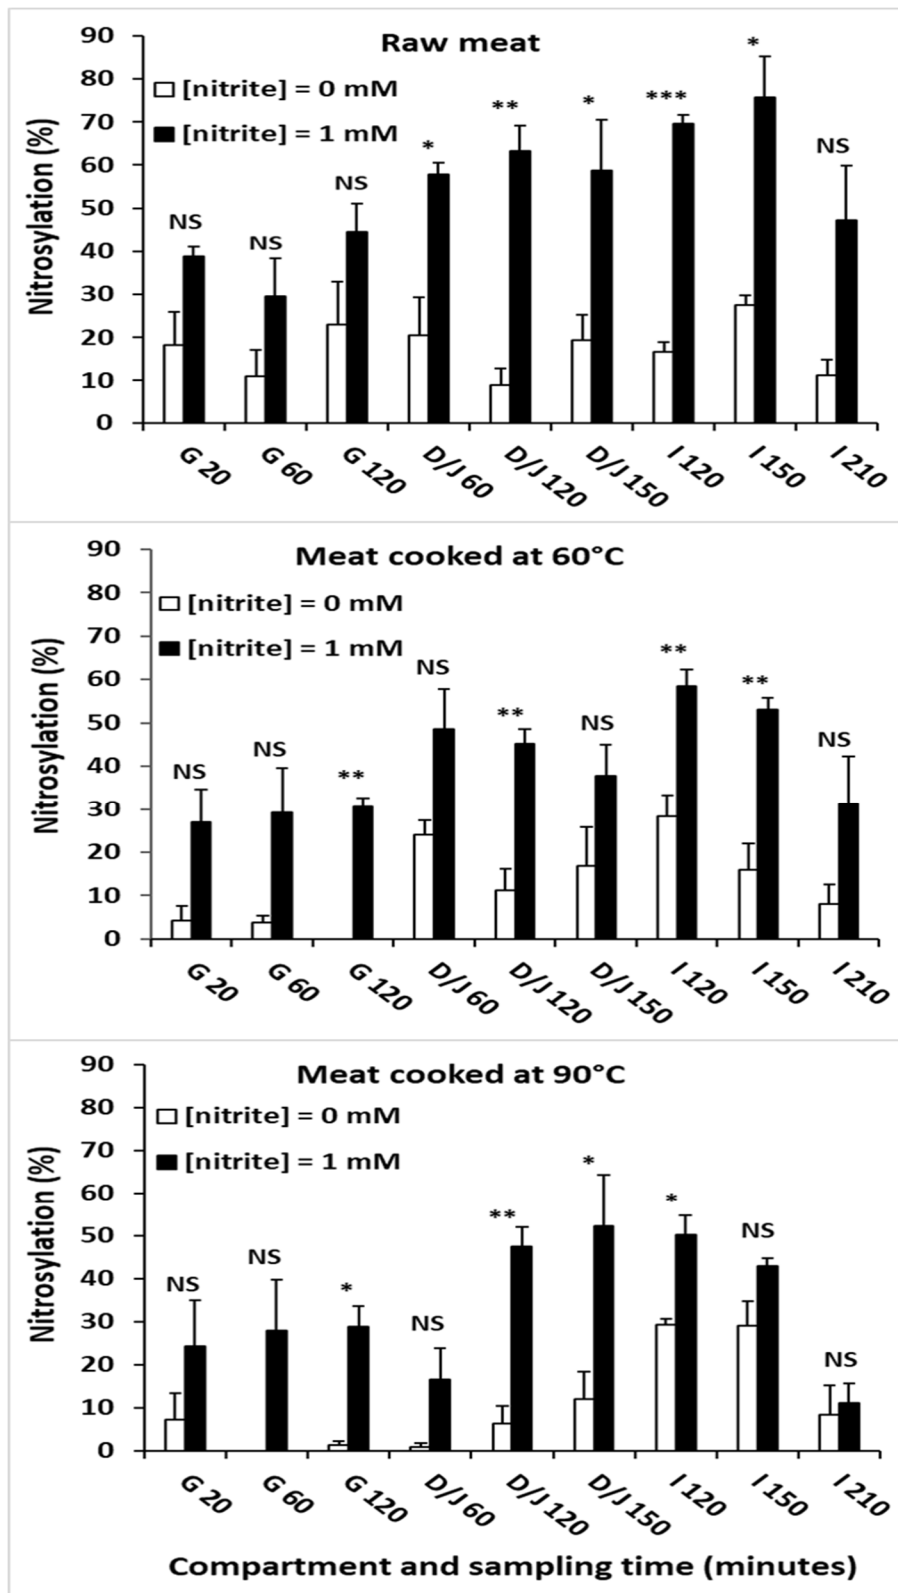 Raw meat
[nitrite] = 0 mM
[nitrite] = 1 mM
Nitrosylation (%)
90
80
70
60
50
40
30
20
10
0
NS
NS
NS
*
**
*
***
*
NS
G 20
G 60
G 120
D/J 60
D/J 120
D/J 150
I 120
I 150
I 210
Meat cooked at 60°C
[nitrite] = 0 mM
[nitrite] = 1 mM
Nitrosylation (%)
90
80
70
60
50
40
30
20
10
0
NS
NS
**
NS
**
NS
**
**
NS
G 20
G 60
G 120
D/J 60
D/J 120
D/J 150
I 120
I 150
I 210
Meat cooked at 90°C
[nitrite] = 0 mM
[nitrite] = 1 mM
Nitrosylation (%)
90
80
70
60
50
40
30
20
10
0
NS
NS
*
NS
**
*
*
NS
NS
G 20
G 60
G 120
D/J 60
D/J 120
D/J 150
I 120
I 150
I 210
Compartment and sampling time (minutes)